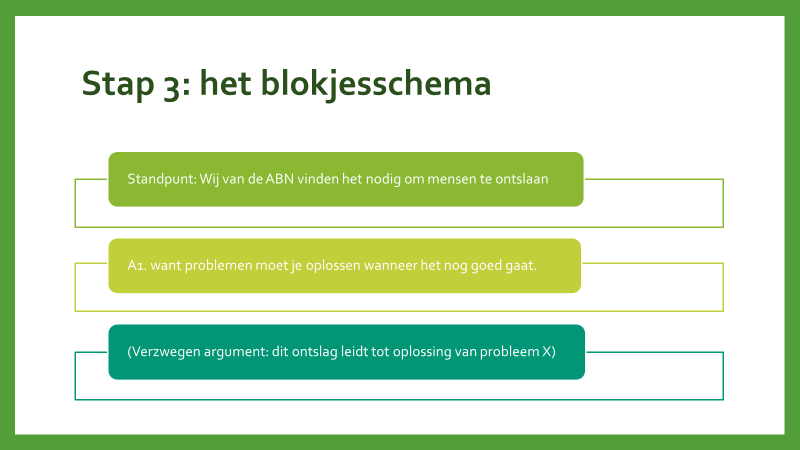 Stap 3: het blokjesschema
Standpunt: Wij van de ABN vinden het nodig om mensen te ontslaan
A1. want problemen moet je oplossen wanneer het nog goed gaat.
(Verzwegen argument: dit ontslag leidt tot oplossing van probleem X)